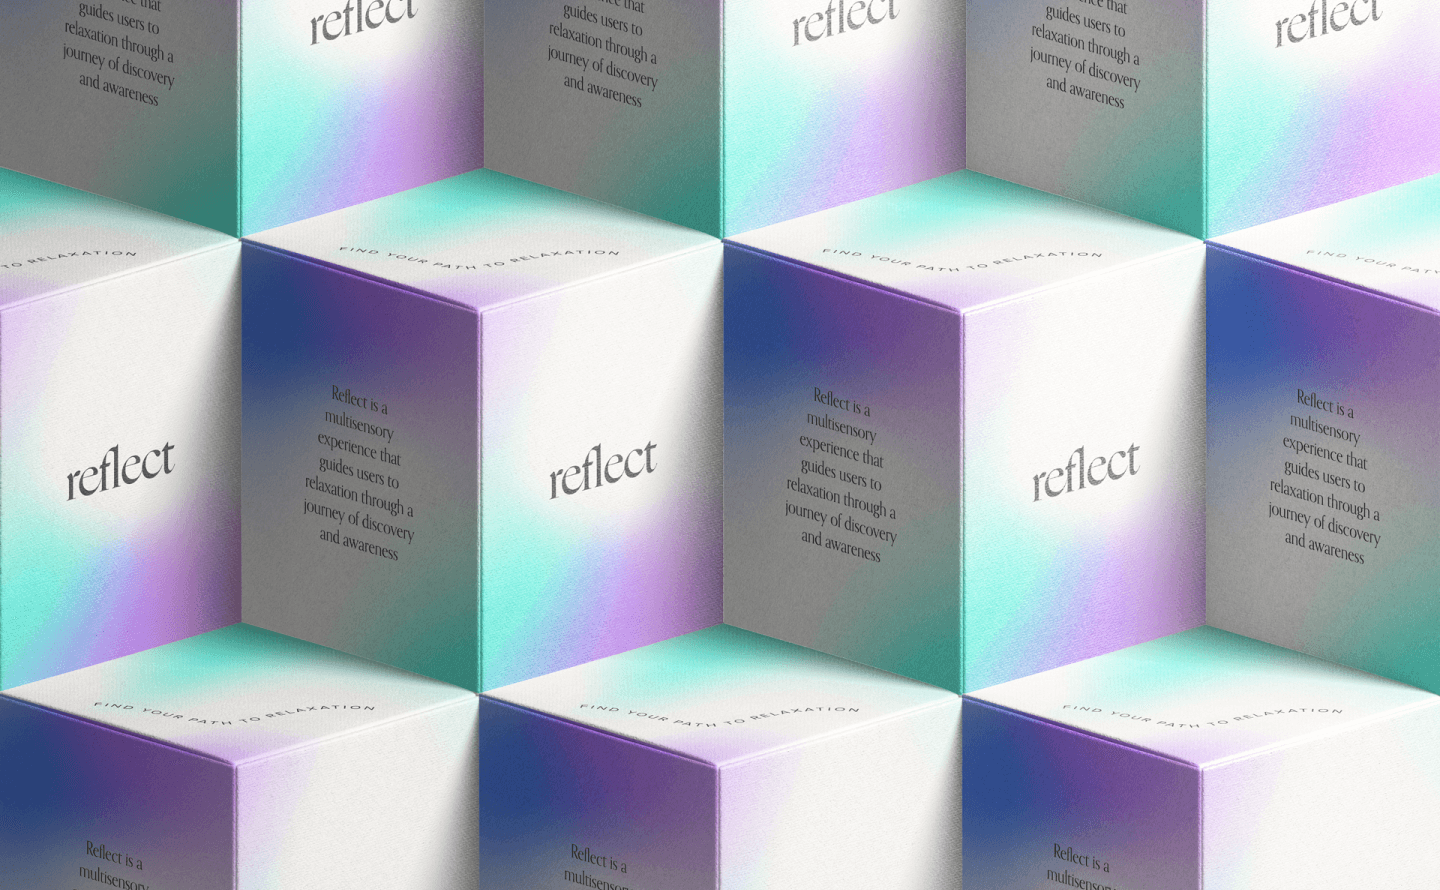 that
guides users to
relaxation through a
journey of discovery
and awareness
reflect
that
guides users to
relaxation through a
journey of discovery
and awareness
reflect
that
guides users to
relaxation through a
journey of discovery
and awareness
reflect
TO RELAXATION
FIND YOUR PATH TO RELAXATION
FIND YOUR PATH TO RELAXATION
FIND YOUR PATH
reflect
Reflect is a
multisensory
experience that
guides users to
relaxation through a
journey of discovery
and awareness
reflect
Reflect is a
multisensory
experience that
guides users to
relaxation through a
journey of discovery
and awareness
reflect
Reflect is a
multisensory
experience that
guides users to
relaxation through a
journey of discovery
and awareness
FIND YOUR PATH TO RELAXATION
FIND YOUR PATH TO RELAXATION
FIND YOUR PATH TO RELAXATION
Reflect is a
multisensory
Reflect is a
multisensory
Reflect is a
multisensory